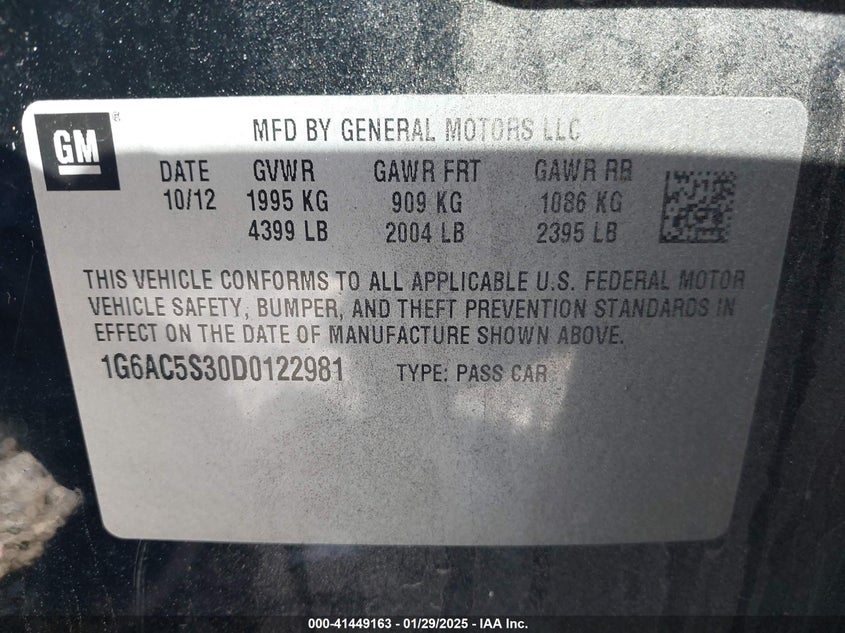 GM®
MFD BY GENERAL MOTORS LLC
DATE GVWR GAWR FRT GAWR RR
10/12 1995 KG 909 KG 1086 KG
4399 LB 2004 LB 2395 LB
THIS VEHICLE CONFORMS TO ALL APPLICABLE U.S. FEDERAL MOTOR
VEHICLE SAFETY, BUMPER, AND THEFT PREVENTION STANDARDS IN
EFFECT ON THE DATE OF MANUFACTURE SHOWN ABOVE.
1G6AC5S30D0122981 TYPE: PASS CAR
000-41449163 - 01/29/2025 - IAA Inc.